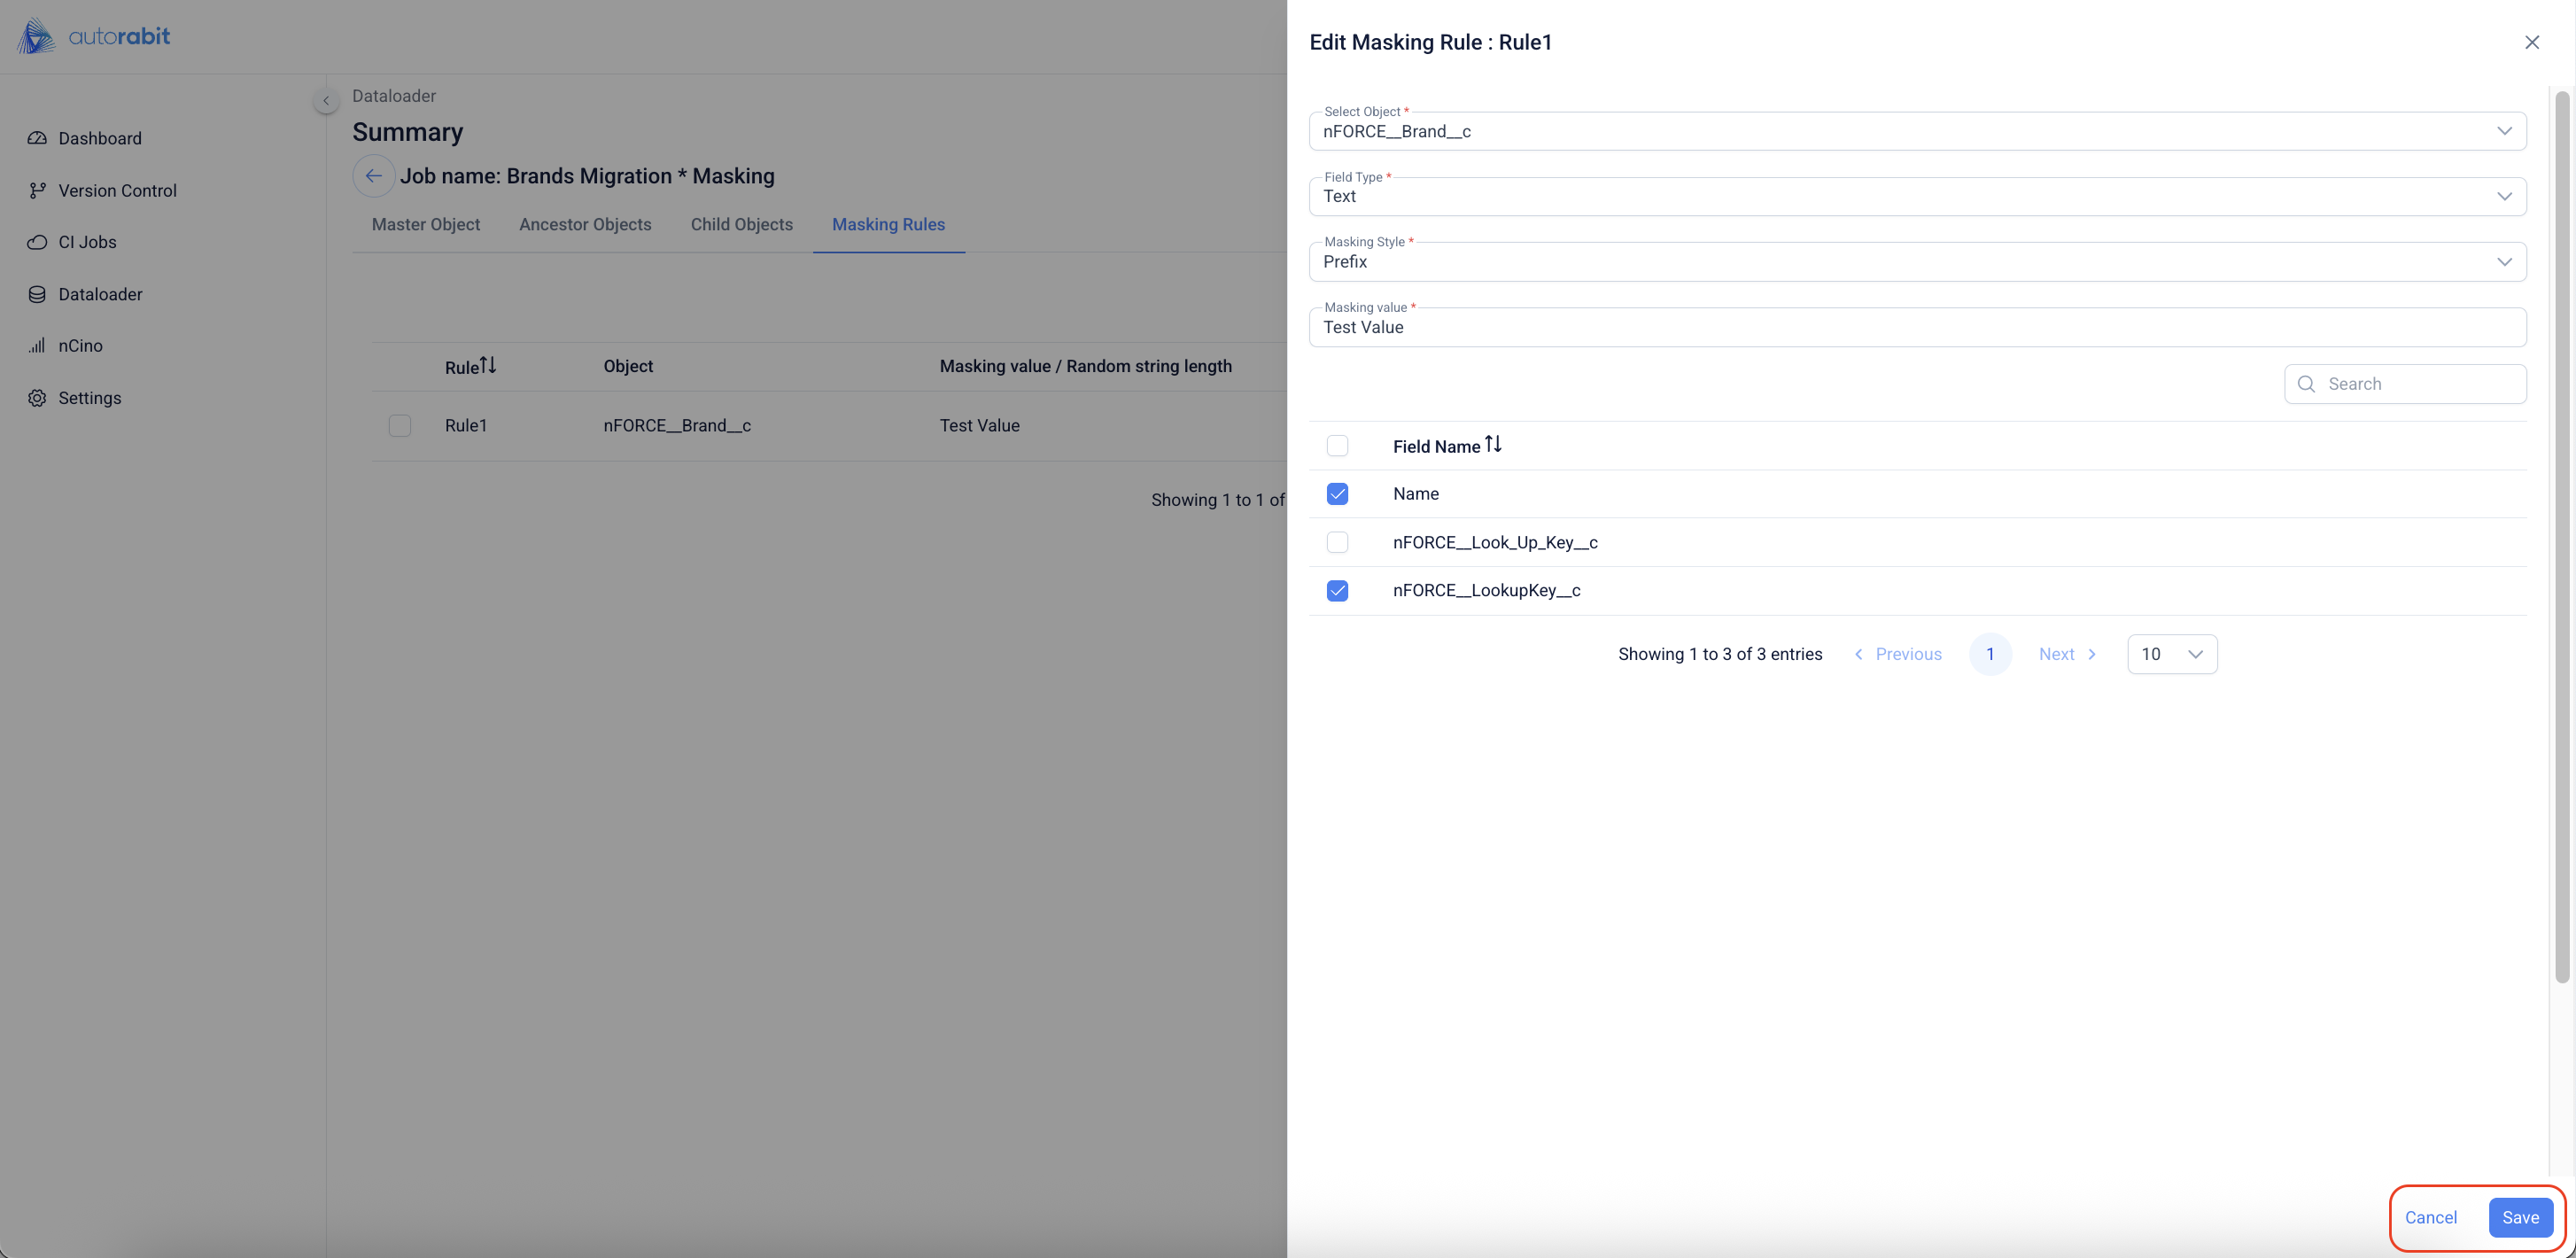 autorabit
Dashboard
Version Control
CI Jobs
Dataloader
nCino
Settings
Dataloader
Summary
Job name: Brands Migration * Masking
Master Object Ancestor Objects Child Objects Masking Rules
Rule Object Masking value / Random string length
Rule1 nFORCE__Brand__c Test Value
Showing 1 to 1 of
Edit Masking Rule : Rule1
Select Object *
nFORCE__Brand__c
Field Type *
Text
Masking Style *
Prefix
Masking value *
Test Value
Search
Field Name
Name
nFORCE__Look_Up_Key__c
nFORCE__LookupKey__c
Showing 1 to 3 of 3 entries Previous 1 Next 10
Cancel Save